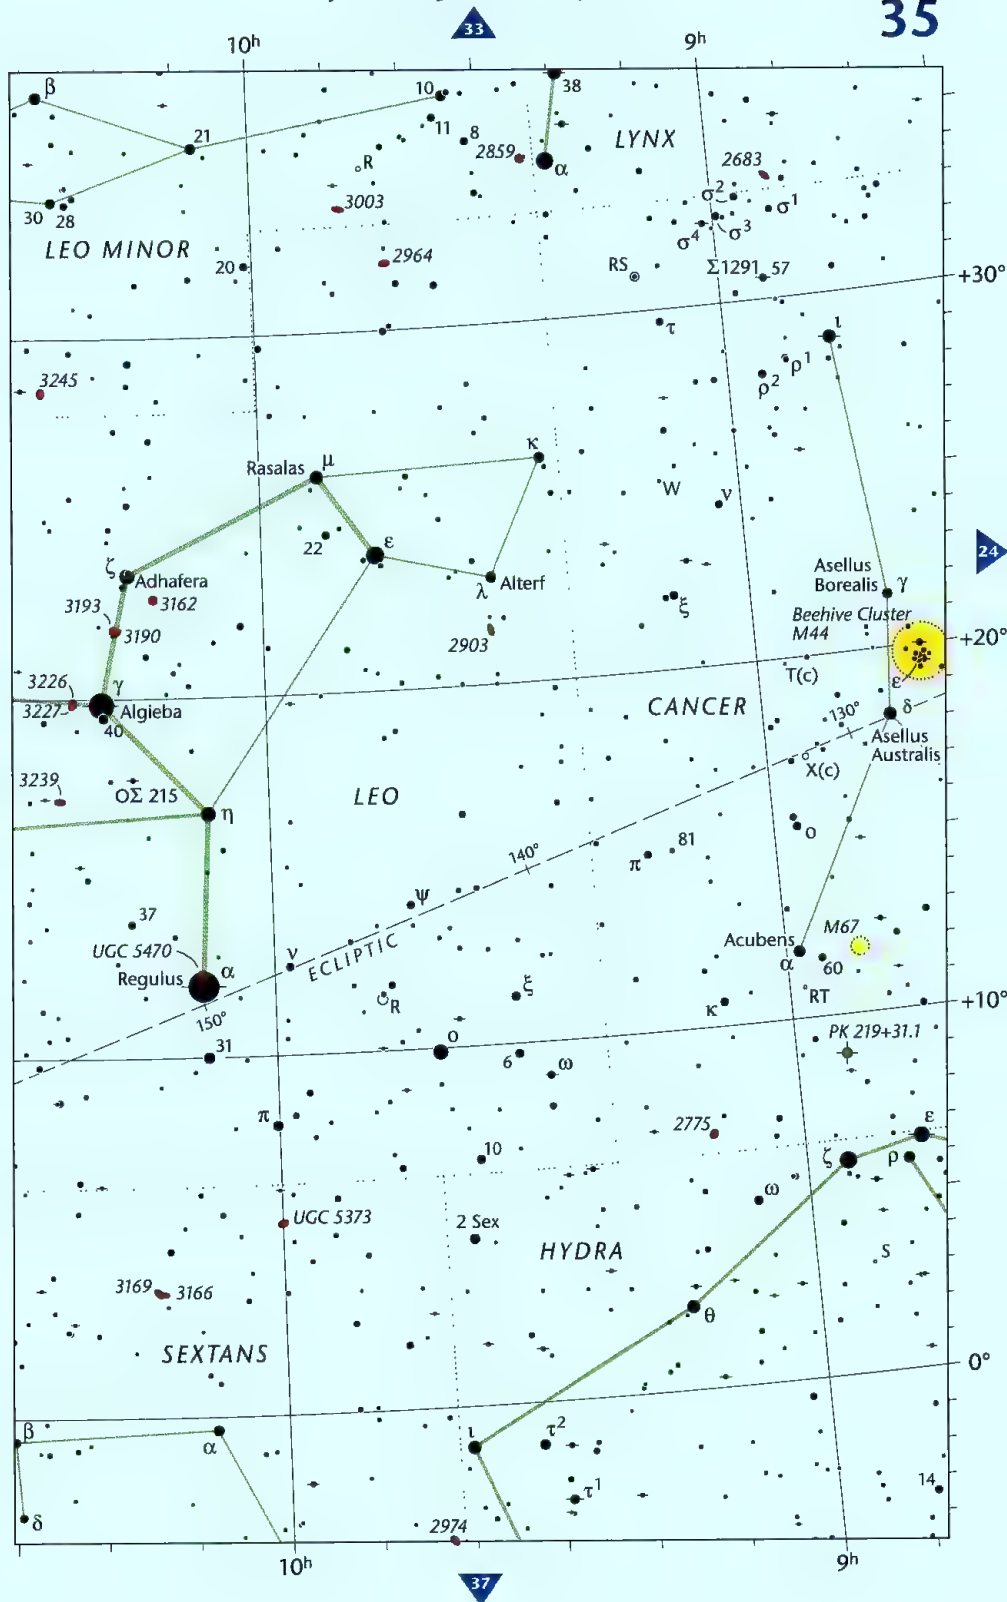 33
35
10h
9h
β
10
38
11
8
21
LYNX
R
2859
α
2683
σ2
σ1
3003
30
28
σ4
σ3
LEO MINOR
2964
20
RS
Σ1291
57
+30°
τ
ι
ρ1
ρ2
3245
κ
Rasalas
μ
W
ν
22
ε
24
ζ
Adhafera
λ
Alterf
Asellus
Borealis
γ
3193
3162
ξ
Beehive Cluster
M44
3190
2903
+20°
T(c)
ε
3226
γ
3227
Algieba
40
CANCER
130°
δ
Asellus
Australis
X(c)
3239
OΣ 215
LEO
η
ο
81
π
140°
ψ
37
M67
UGC 5470
Acubens
ν
ECLIPTIC
α
60
Regulus
α
ξ
R
RT
κ
+10°
150°
PK 219+31.1
31
ο
6
ω
π
2775
ε
10
ζ
ρ
ω
UGC 5373
2 Sex
HYDRA
S
3169
3166
θ
SEXTANS
0°
β
α
ι
τ2
14
τ1
δ
2974
10h
9h
37